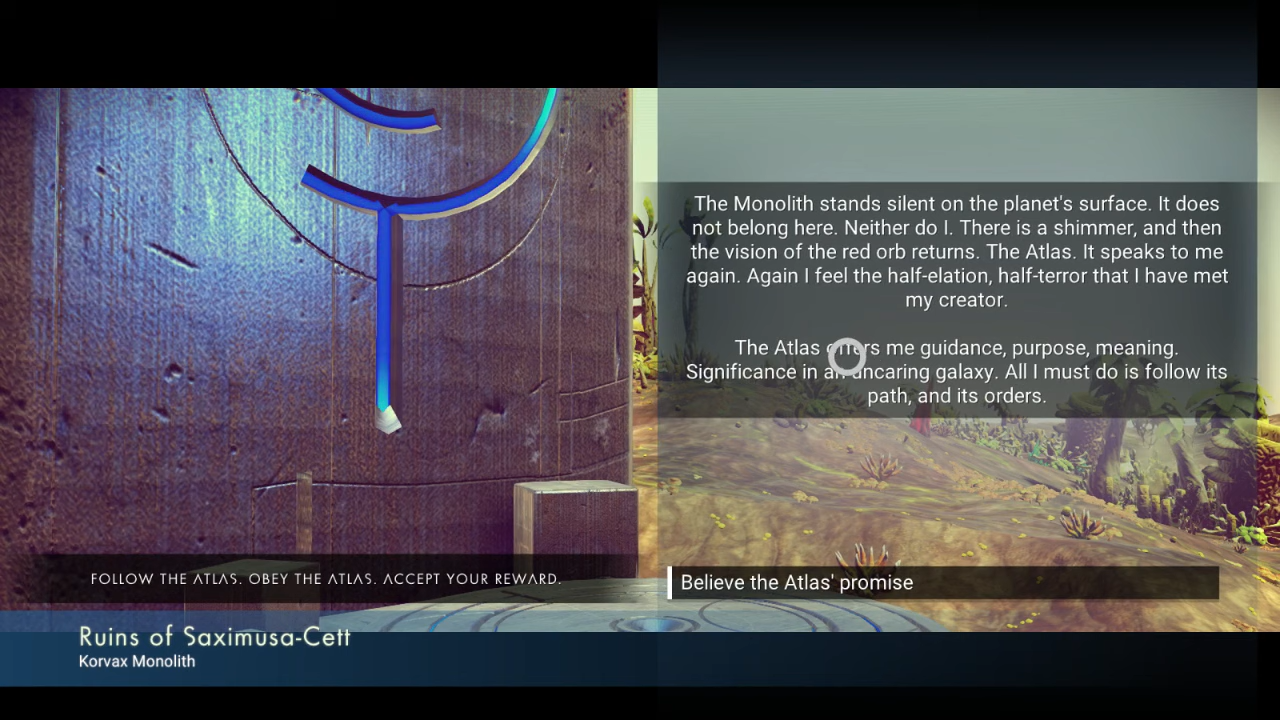 The Monolith stands silent on the planet's surface. It does
not belong here. Neither do I. There is a shimmer, and then
the vision of the red orb returns. The Atlas. It speaks to me
again. Again I feel the half-elation, half-terror that I have met
my creator.
The Atlas offers me guidance, purpose, meaning.
Significance in an uncaring galaxy. All I must do is follow its
path, and its orders.
FOLLOW THE ATLAS. OBEY THE ATLAS. ACCEPT YOUR REWARD.
Believe the Atlas' promise
Ruins of Saximusa-Cett
Korvax Monolith